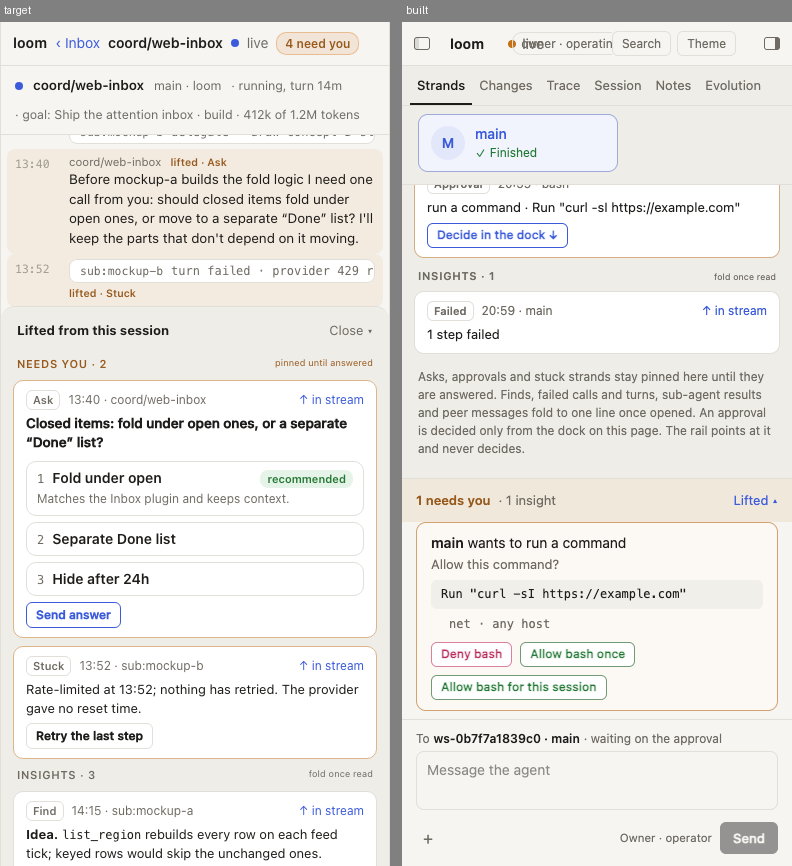 target
loom ‹ Inbox coord/web-inbox live 4 need you
coord/web-inbox main · loom · running, turn 14m
· goal: Ship the attention inbox · build · 412k of 1.2M tokens
13:40 coord/web-inbox lifted · Ask
Before mockup-a builds the fold logic I need one
call from you: should closed items fold under
open ones, or move to a separate “Done” list? I'll
keep the parts that don't depend on it moving.
13:52 sub:mockup-b turn failed · provider 429 r
lifted · Stuck
Lifted from this session Close ▾
NEEDS YOU · 2 pinned until answered
Ask 13:40 · coord/web-inbox ↑ in stream
Closed items: fold under open ones, or a separate
“Done” list?
1 Fold under open recommended
Matches the Inbox plugin and keeps context.
2 Separate Done list
3 Hide after 24h
Send answer
Stuck 13:52 · sub:mockup-b ↑ in stream
Rate-limited at 13:52; nothing has retried. The provider
gave no reset time.
Retry the last step
INSIGHTS · 3 fold once read
Find 14:15 · sub:mockup-a ↑ in stream
Idea. list_region rebuilds every row on each feed
tick; keyed rows would skip the unchanged ones.
built
loom live owner · operatin Search Theme
Strands Changes Trace Session Notes Evolution
M main
✓ Finished
Approval 20:59 · bash
run a command · Run "curl -sI https://example.com"
Decide in the dock ↓
INSIGHTS · 1 fold once read
Failed 20:59 · main ↑ in stream
1 step failed
Asks, approvals and stuck strands stay pinned here until they
are answered. Finds, failed calls and turns, sub-agent results
and peer messages fold to one line once opened. An approval
is decided only from the dock on this page. The rail points at it
and never decides.
1 needs you · 1 insight Lifted ▴
main wants to run a command
Allow this command?
Run "curl -sI https://example.com"
net · any host
Deny bash Allow bash once
Allow bash for this session
To ws-0b7f7a1839c0 · main · waiting on the approval
Message the agent
+ Owner · operator Send